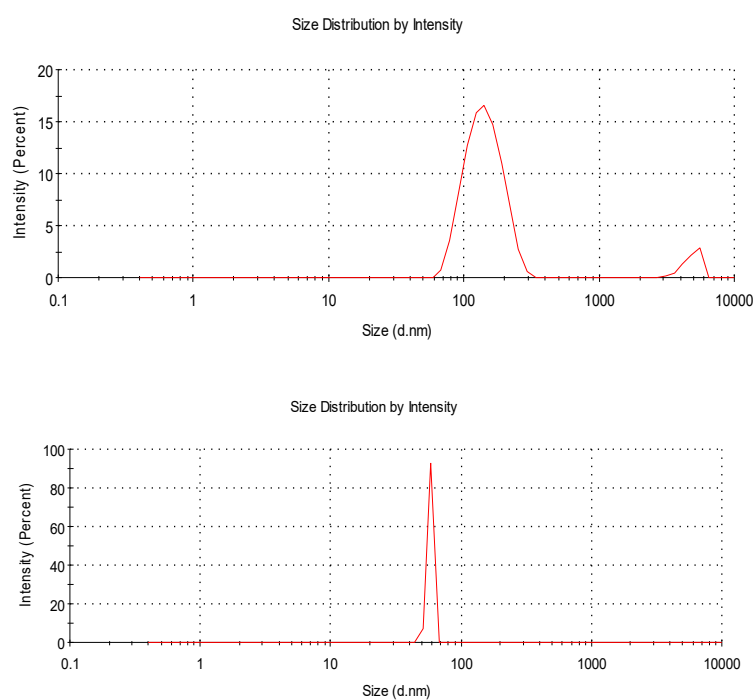 Size Distribution by Intensity
20
15
10
5
0
Intensity (Percent)
0.1 1 10 100 1000 10000
Size (d.nm)
Size Distribution by Intensity
100
80
60
40
20
0
Intensity (Percent)
0.1 1 10 100 1000 10000
Size (d.nm)